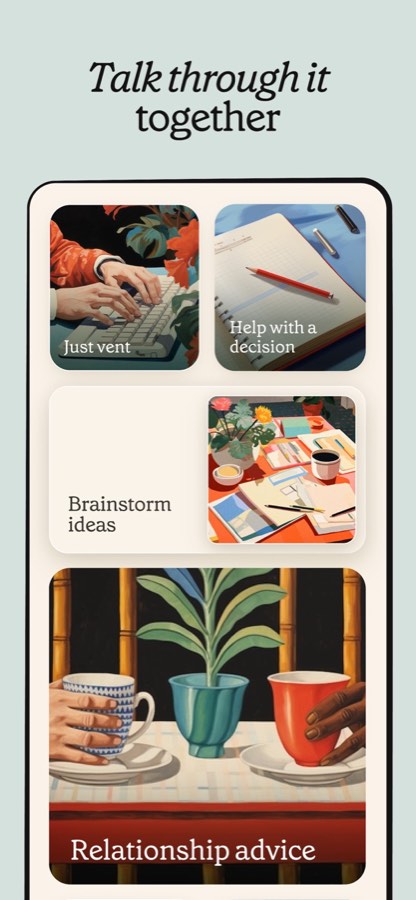 Talk through it
together
Just vent
Help with a
decision
Brainstorm
ideas
Relationship advice